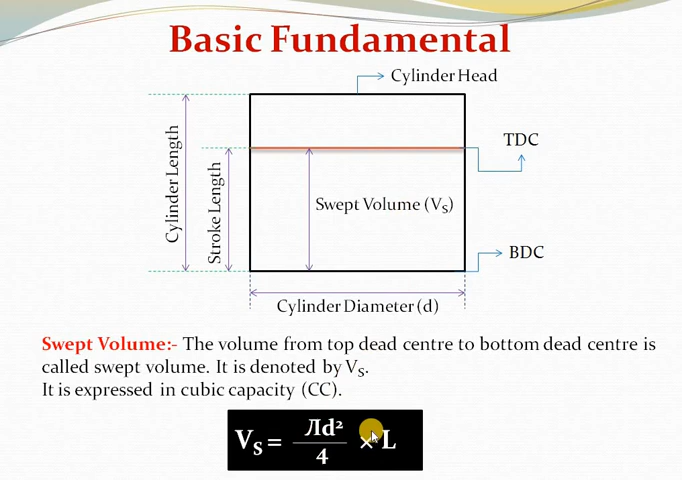 Basic Fundamental
Cylinder Head
TDC
Cylinder Length
Stroke Length
Swept Volume (Vs)
BDC
Cylinder Diameter (d)
Swept Volume:- The volume from top dead centre to bottom dead centre is
called swept volume. It is denoted by Vs.
It is expressed in cubic capacity (CC).
Vs = Лd² / 4 × L